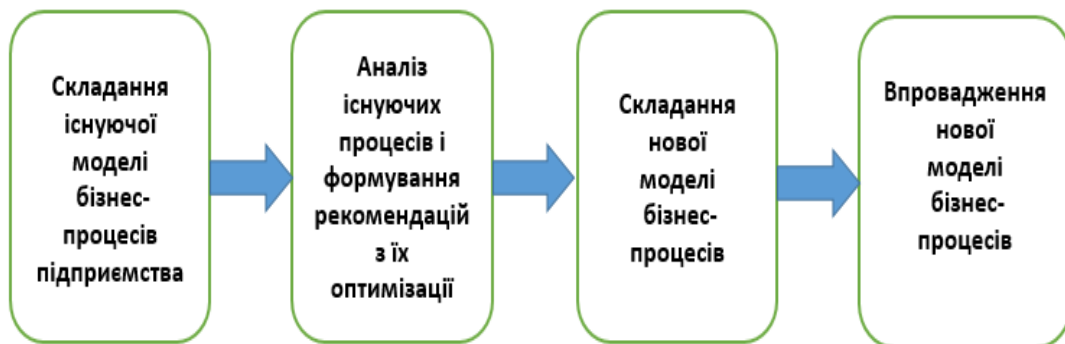 Складання
існуючої
моделі
бізнес-
процесів
підприємства
Аналіз
існуючих
процесів і
формування
рекомендацій
з їх
оптимізації
Складання
нової
моделі
бізнес-
процесів
Впровадження
нової
моделі
бізнес-
процесів